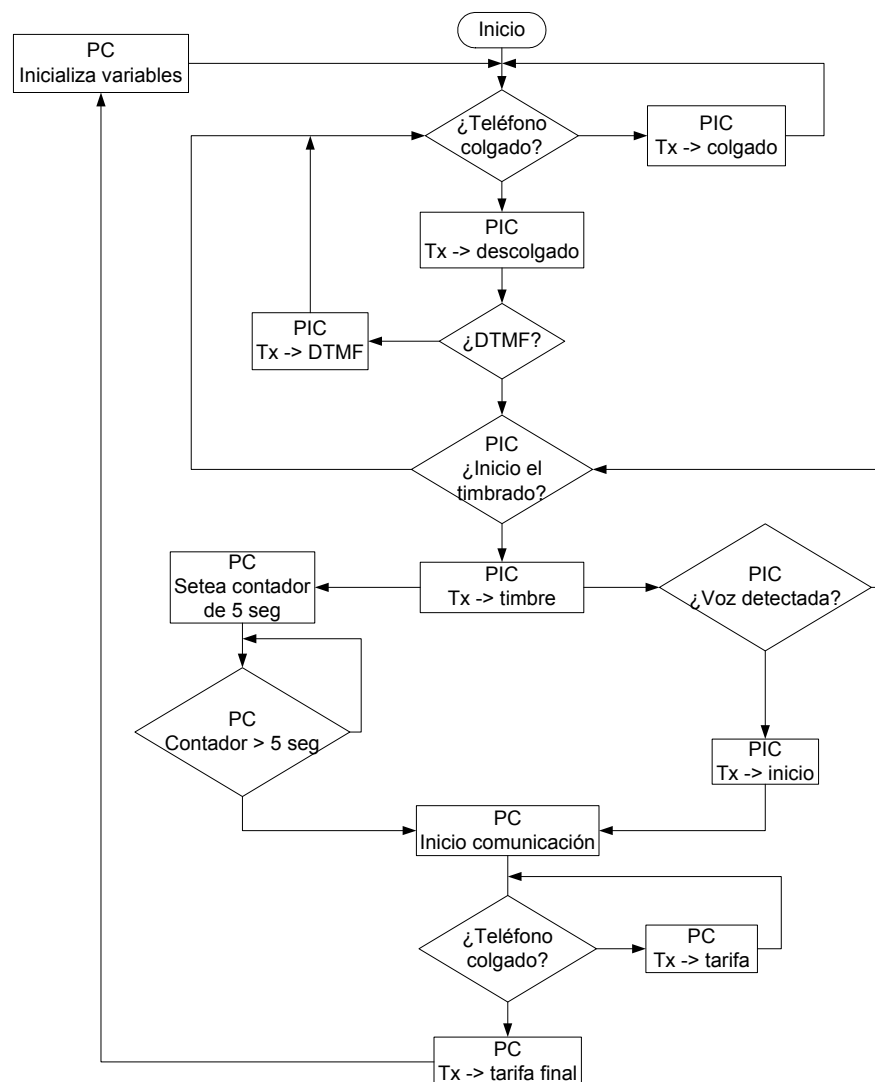 Inicio
PC
Inicializa variables
¿Teléfono
colgado?
PIC
Tx -> colgado
PIC
Tx -> descolgado
PIC
Tx -> DTMF
¿DTMF?
PIC
¿Inicio el
timbrado?
PC
Setea contador
de 5 seg
PIC
Tx -> timbre
PIC
¿Voz detectada?
PC
Contador > 5 seg
PIC
Tx -> inicio
PC
Inicio comunicación
¿Teléfono
colgado?
PC
Tx -> tarifa
PC
Tx -> tarifa final